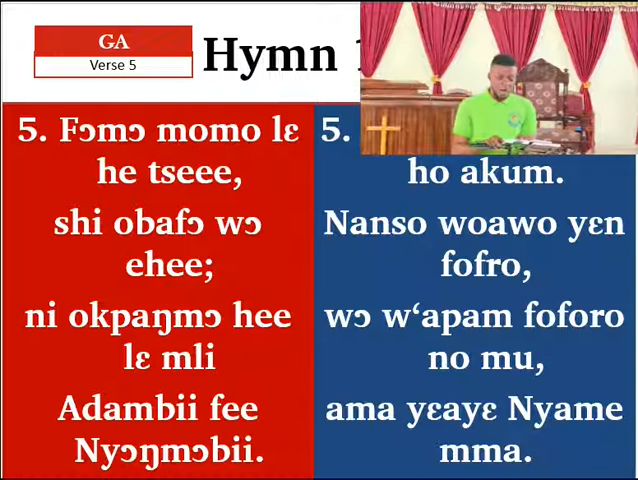 GA
Verse 5
Hymn
5. Fɔmɔ momo lɛ
he tseee,
shi obafɔ wɔ
ehee;
ni okpaŋmɔ hee
lɛ mli
Adambii fee
Nyɔŋmɔbii.
5.
ho akum.
Nanso woawo yɛn
fofro,
wɔ w‘apam foforo
no mu,
ama yɛayɛ Nyame
mma.